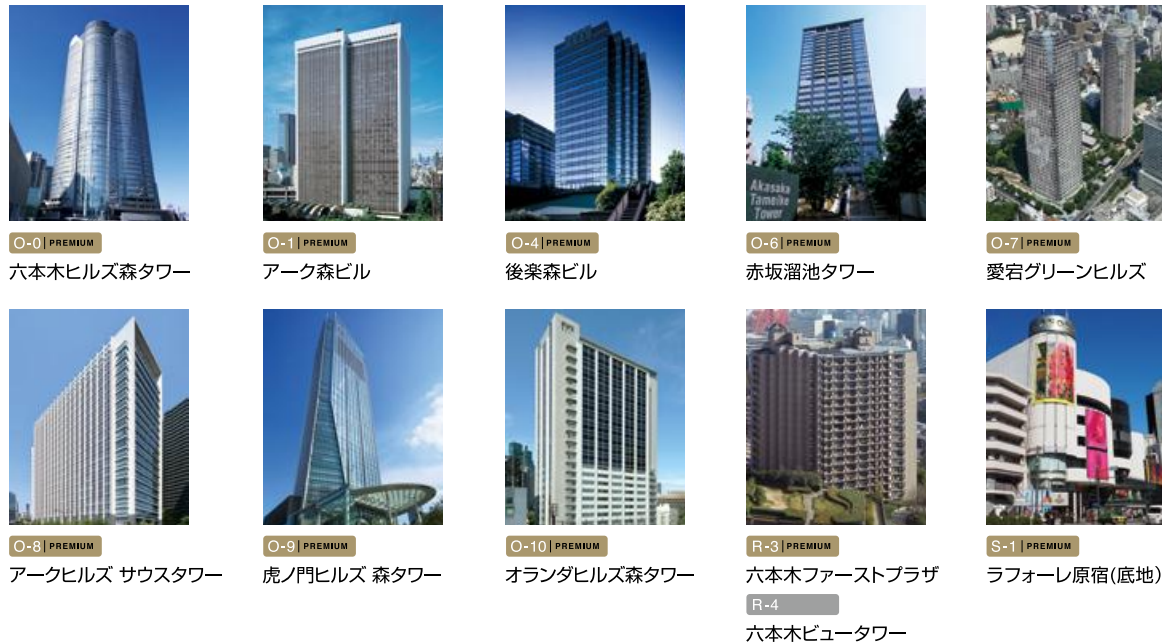 Akasaka
Tameike
Tower
O-0 | PREMIUM
六本木ヒルズ森タワー
O-1 | PREMIUM
アーク森ビル
O-4 | PREMIUM
後楽森ビル
O-6 | PREMIUM
赤坂溜池タワー
O-7 | PREMIUM
愛宕グリーンヒルズ
O-8 | PREMIUM
アークヒルズ サウスタワー
O-9 | PREMIUM
虎ノ門ヒルズ 森タワー
O-10 | PREMIUM
オランダヒルズ森タワー
R-3 | PREMIUM
六本木ファーストプラザ
R-4
六本木ビュータワー
S-1 | PREMIUM
ラフォーレ原宿(底地)